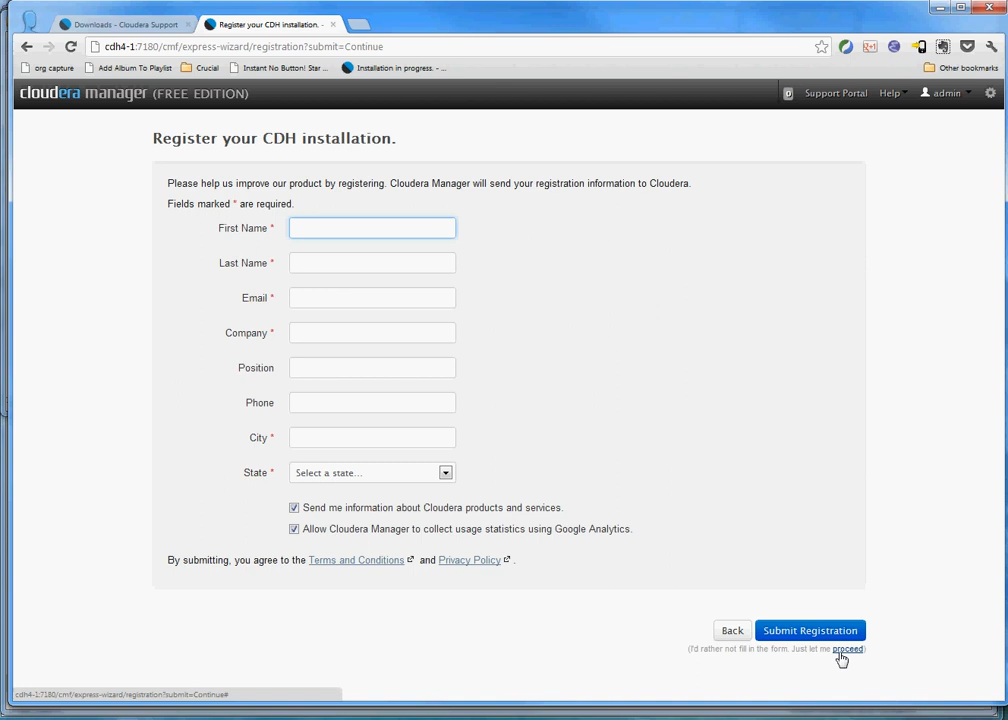 Downloads - Cloudera Support
Register your CDH installation. -
cdh4-1:7180/cmf/express-wizard/registration?submit=Continue
org capture
Add Album To Playlist
Crucial
Instant No Button! Star ...
Installation in progress. - ...
Other bookmarks
cloudera manager (FREE EDITION)
Support Portal
Help
admin
Register your CDH installation.
Please help us improve our product by registering. Cloudera Manager will send your registration information to Cloudera.
Fields marked * are required.
First Name *
Last Name *
Email *
Company *
Position
Phone
City *
State * Select a state...
Send me information about Cloudera products and services.
Allow Cloudera Manager to collect usage statistics using Google Analytics.
By submitting, you agree to the Terms and Conditions and Privacy Policy .
Back Submit Registration
(I'd rather not fill in the form. Just let me proceed)
cdh4-1:7180/cmf/express-wizard/registration?submit=Continue#